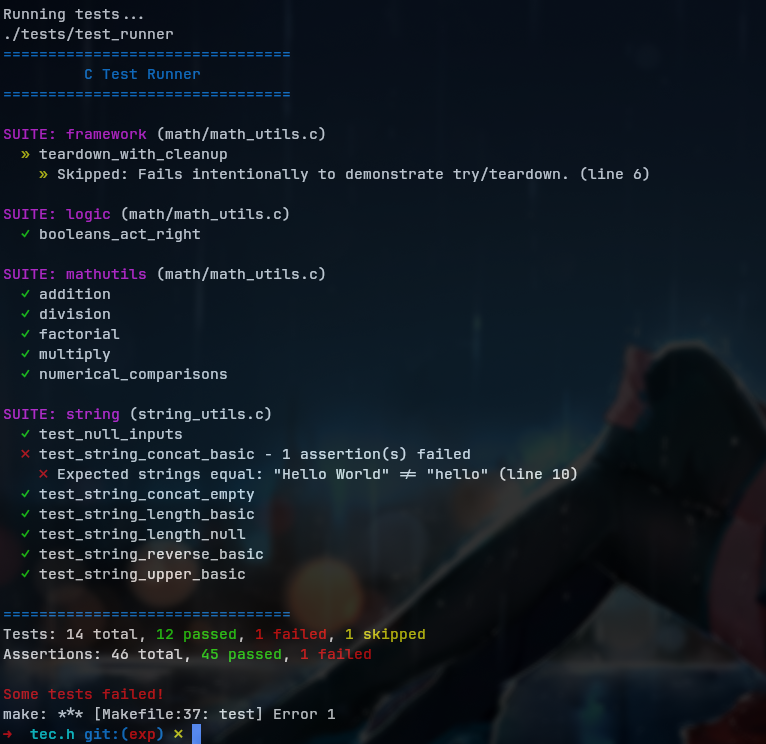 Running tests...
./tests/test_runner
================================
C Test Runner
================================
SUITE: framework (math/math_utils.c)
» teardown_with_cleanup
» Skipped: Fails intentionally to demonstrate try/teardown. (line 6)
SUITE: logic (math/math_utils.c)
✓ booleans_act_right
SUITE: mathutils (math/math_utils.c)
✓ addition
✓ division
✓ factorial
✓ multiply
✓ numerical_comparisons
SUITE: string (string_utils.c)
✓ test_null_inputs
✕ test_string_concat_basic - 1 assertion(s) failed
✕ Expected strings equal: "Hello World" != "hello" (line 10)
✓ test_string_concat_empty
✓ test_string_length_basic
✓ test_string_length_null
✓ test_string_reverse_basic
✓ test_string_upper_basic
================================
Tests: 14 total, 12 passed, 1 failed, 1 skipped
Assertions: 46 total, 45 passed, 1 failed
Some tests failed!
make: *** [Makefile:37: test] Error 1
→ tec.h git:(exp) ✕